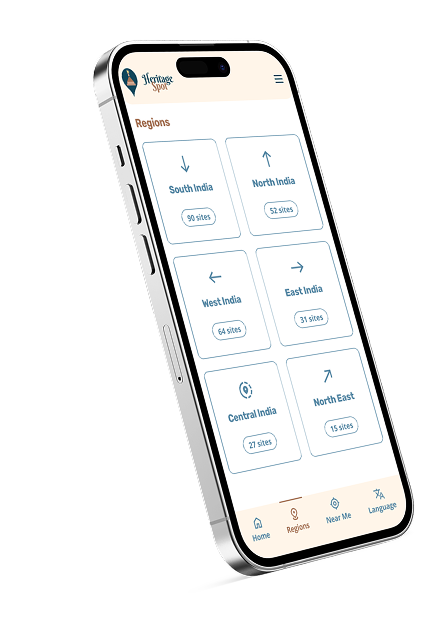 Heritage
Spot
Regions
South India
90 sites
North India
52 sites
West India
64 sites
East India
31 sites
Central India
27 sites
North East
15 sites
Home
Regions
Near Me
Language